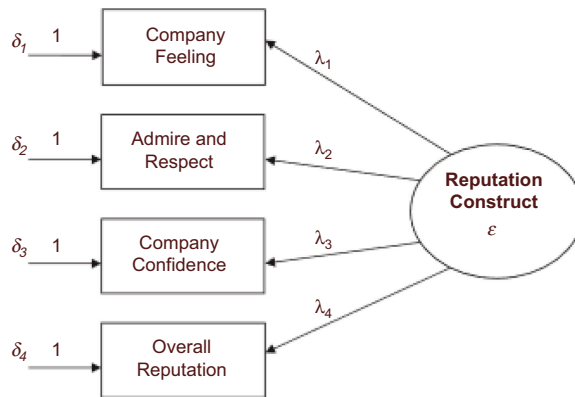 δ1 1 Company
Feeling
λ1
δ2 1 Admire and
Respect
λ2
Reputation
Construct
ε
δ3 1 Company
Confidence
λ3
δ4 1 Overall
Reputation
λ4